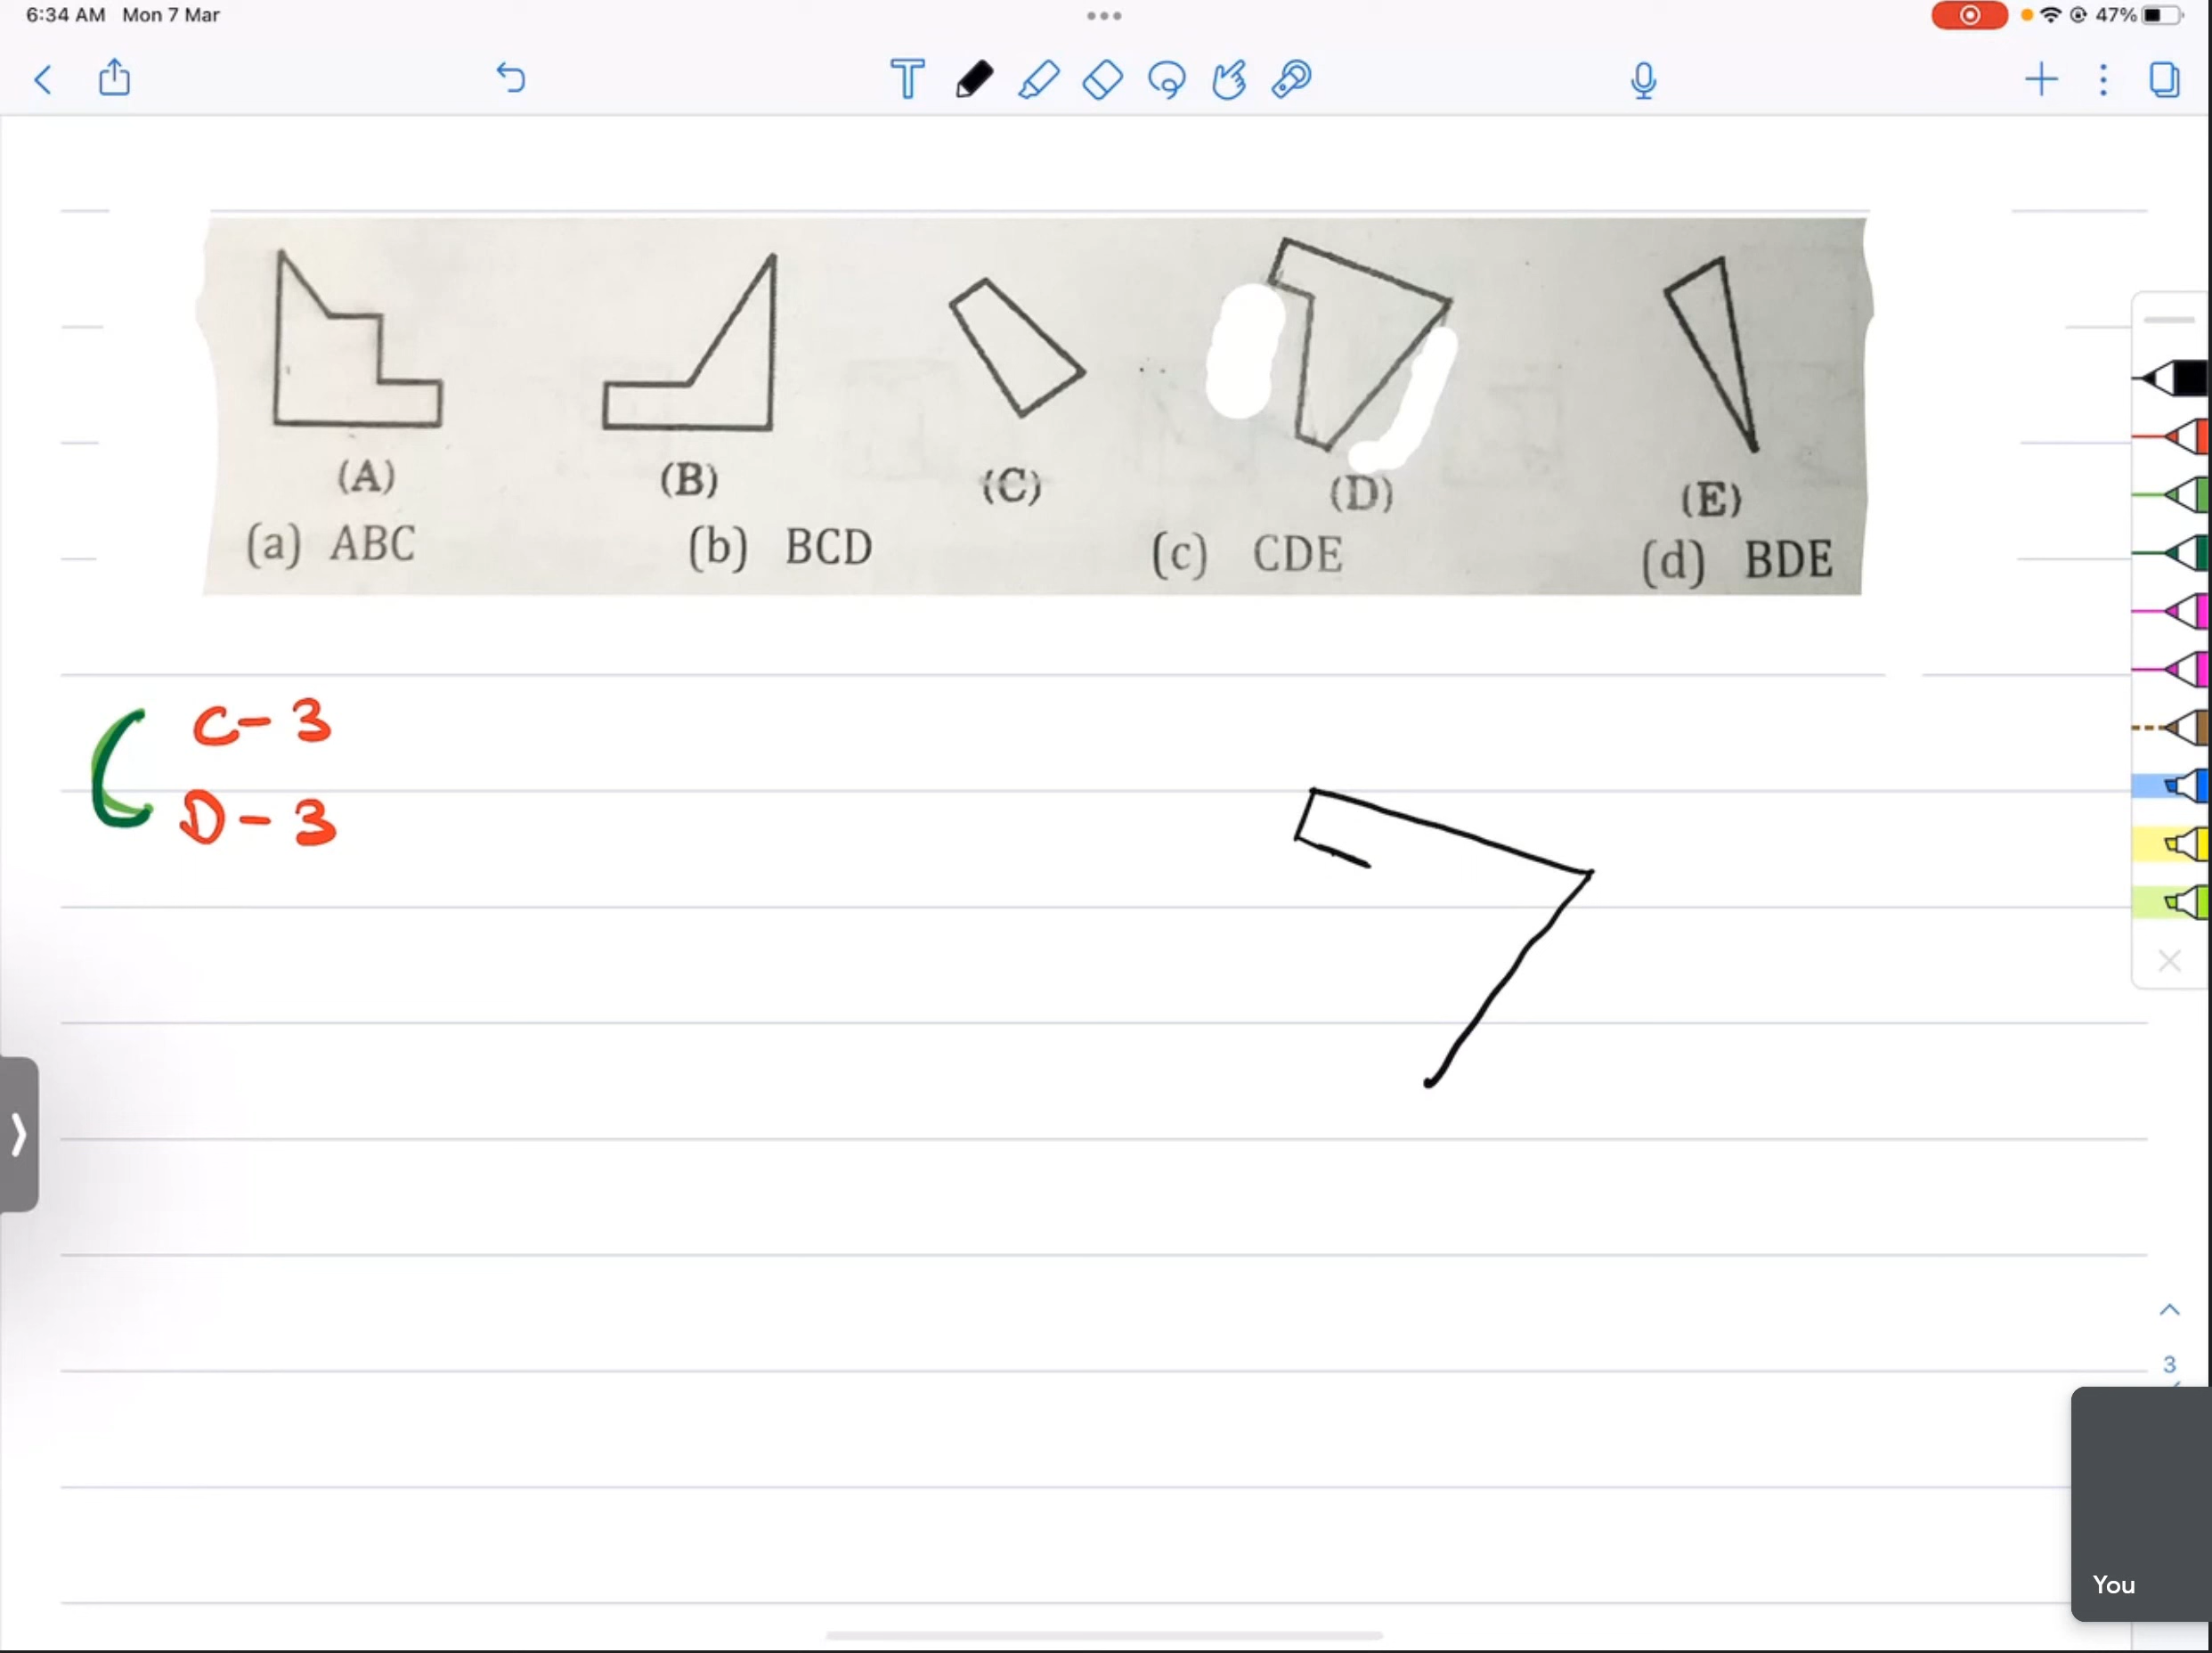 6:34 AM Mon 7 Mar
47%
T
(A) (B) (C) (D) (E)
(a) ABC (b) BCD (c) CDE (d) BDE
C - 3
D - 3
3
You